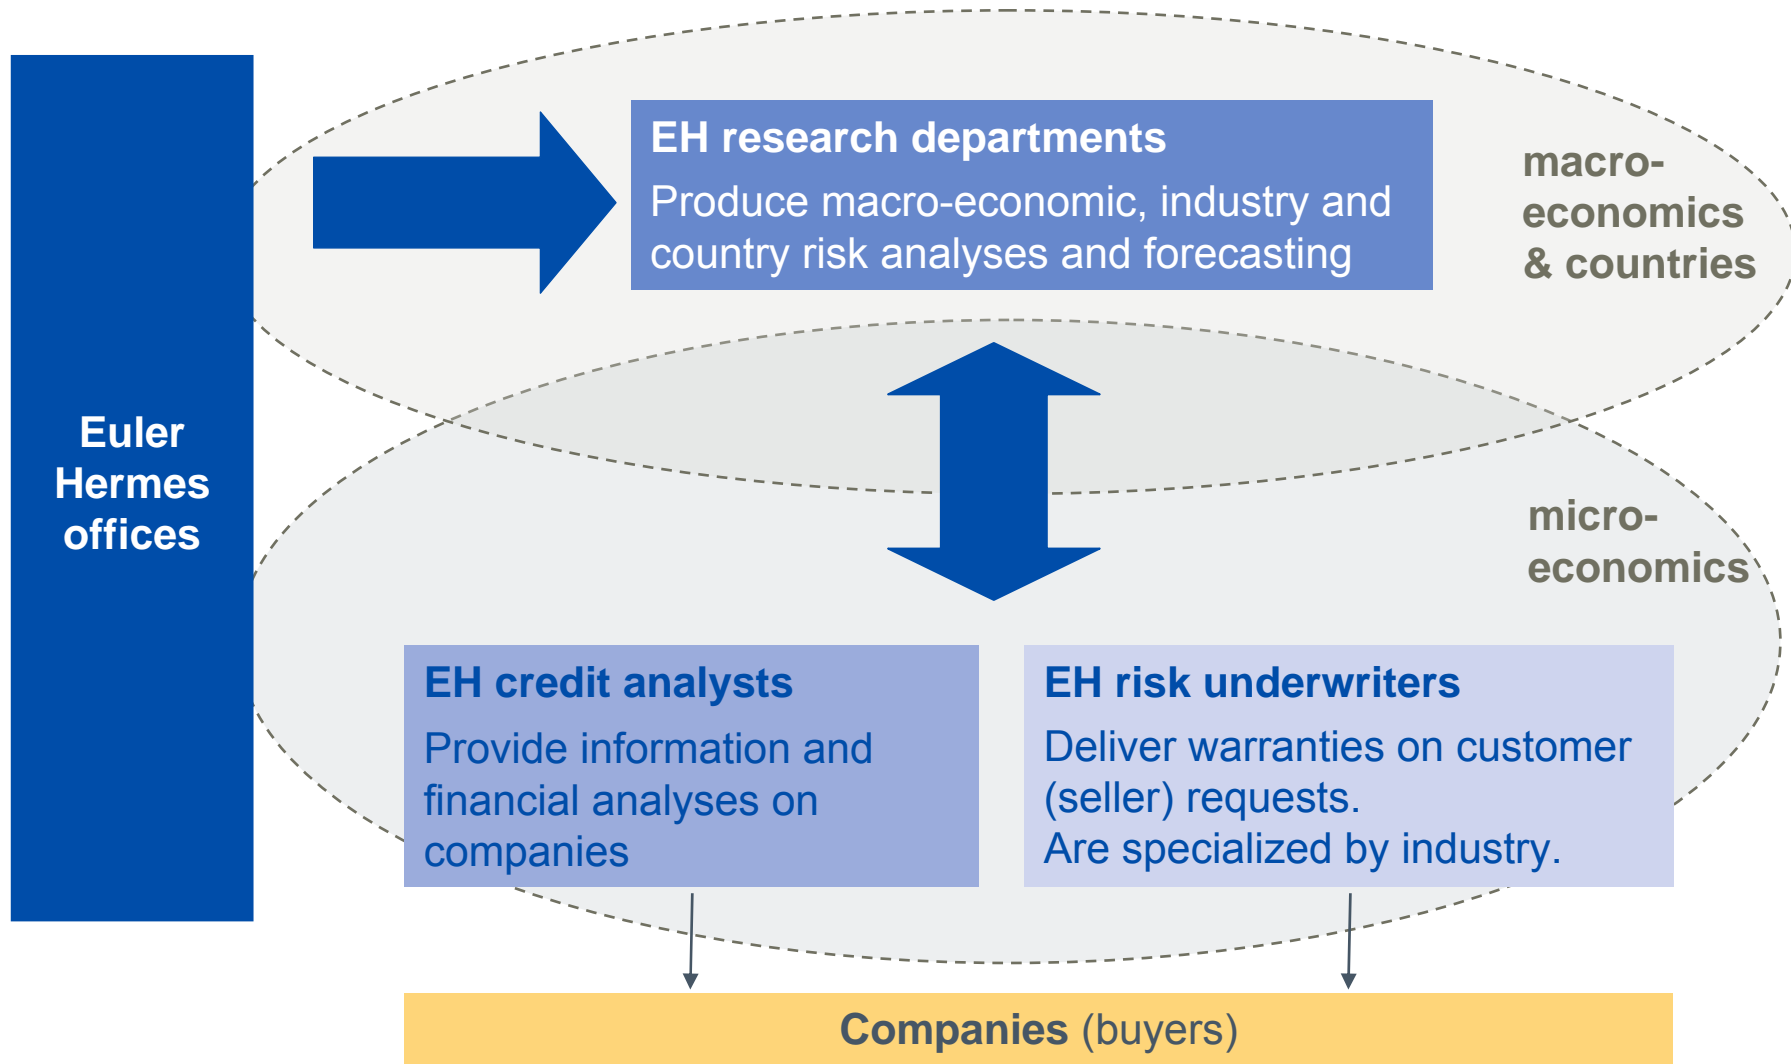 EH research departments
Produce macro-economic, industry and
country risk analyses and forecasting
macro-
economics
& countries
Euler
Hermes
offices
micro-
economics
EH credit analysts
Provide information and
financial analyses on
companies
EH risk underwriters
Deliver warranties on customer
(seller) requests.
Are specialized by industry.
Companies (buyers)